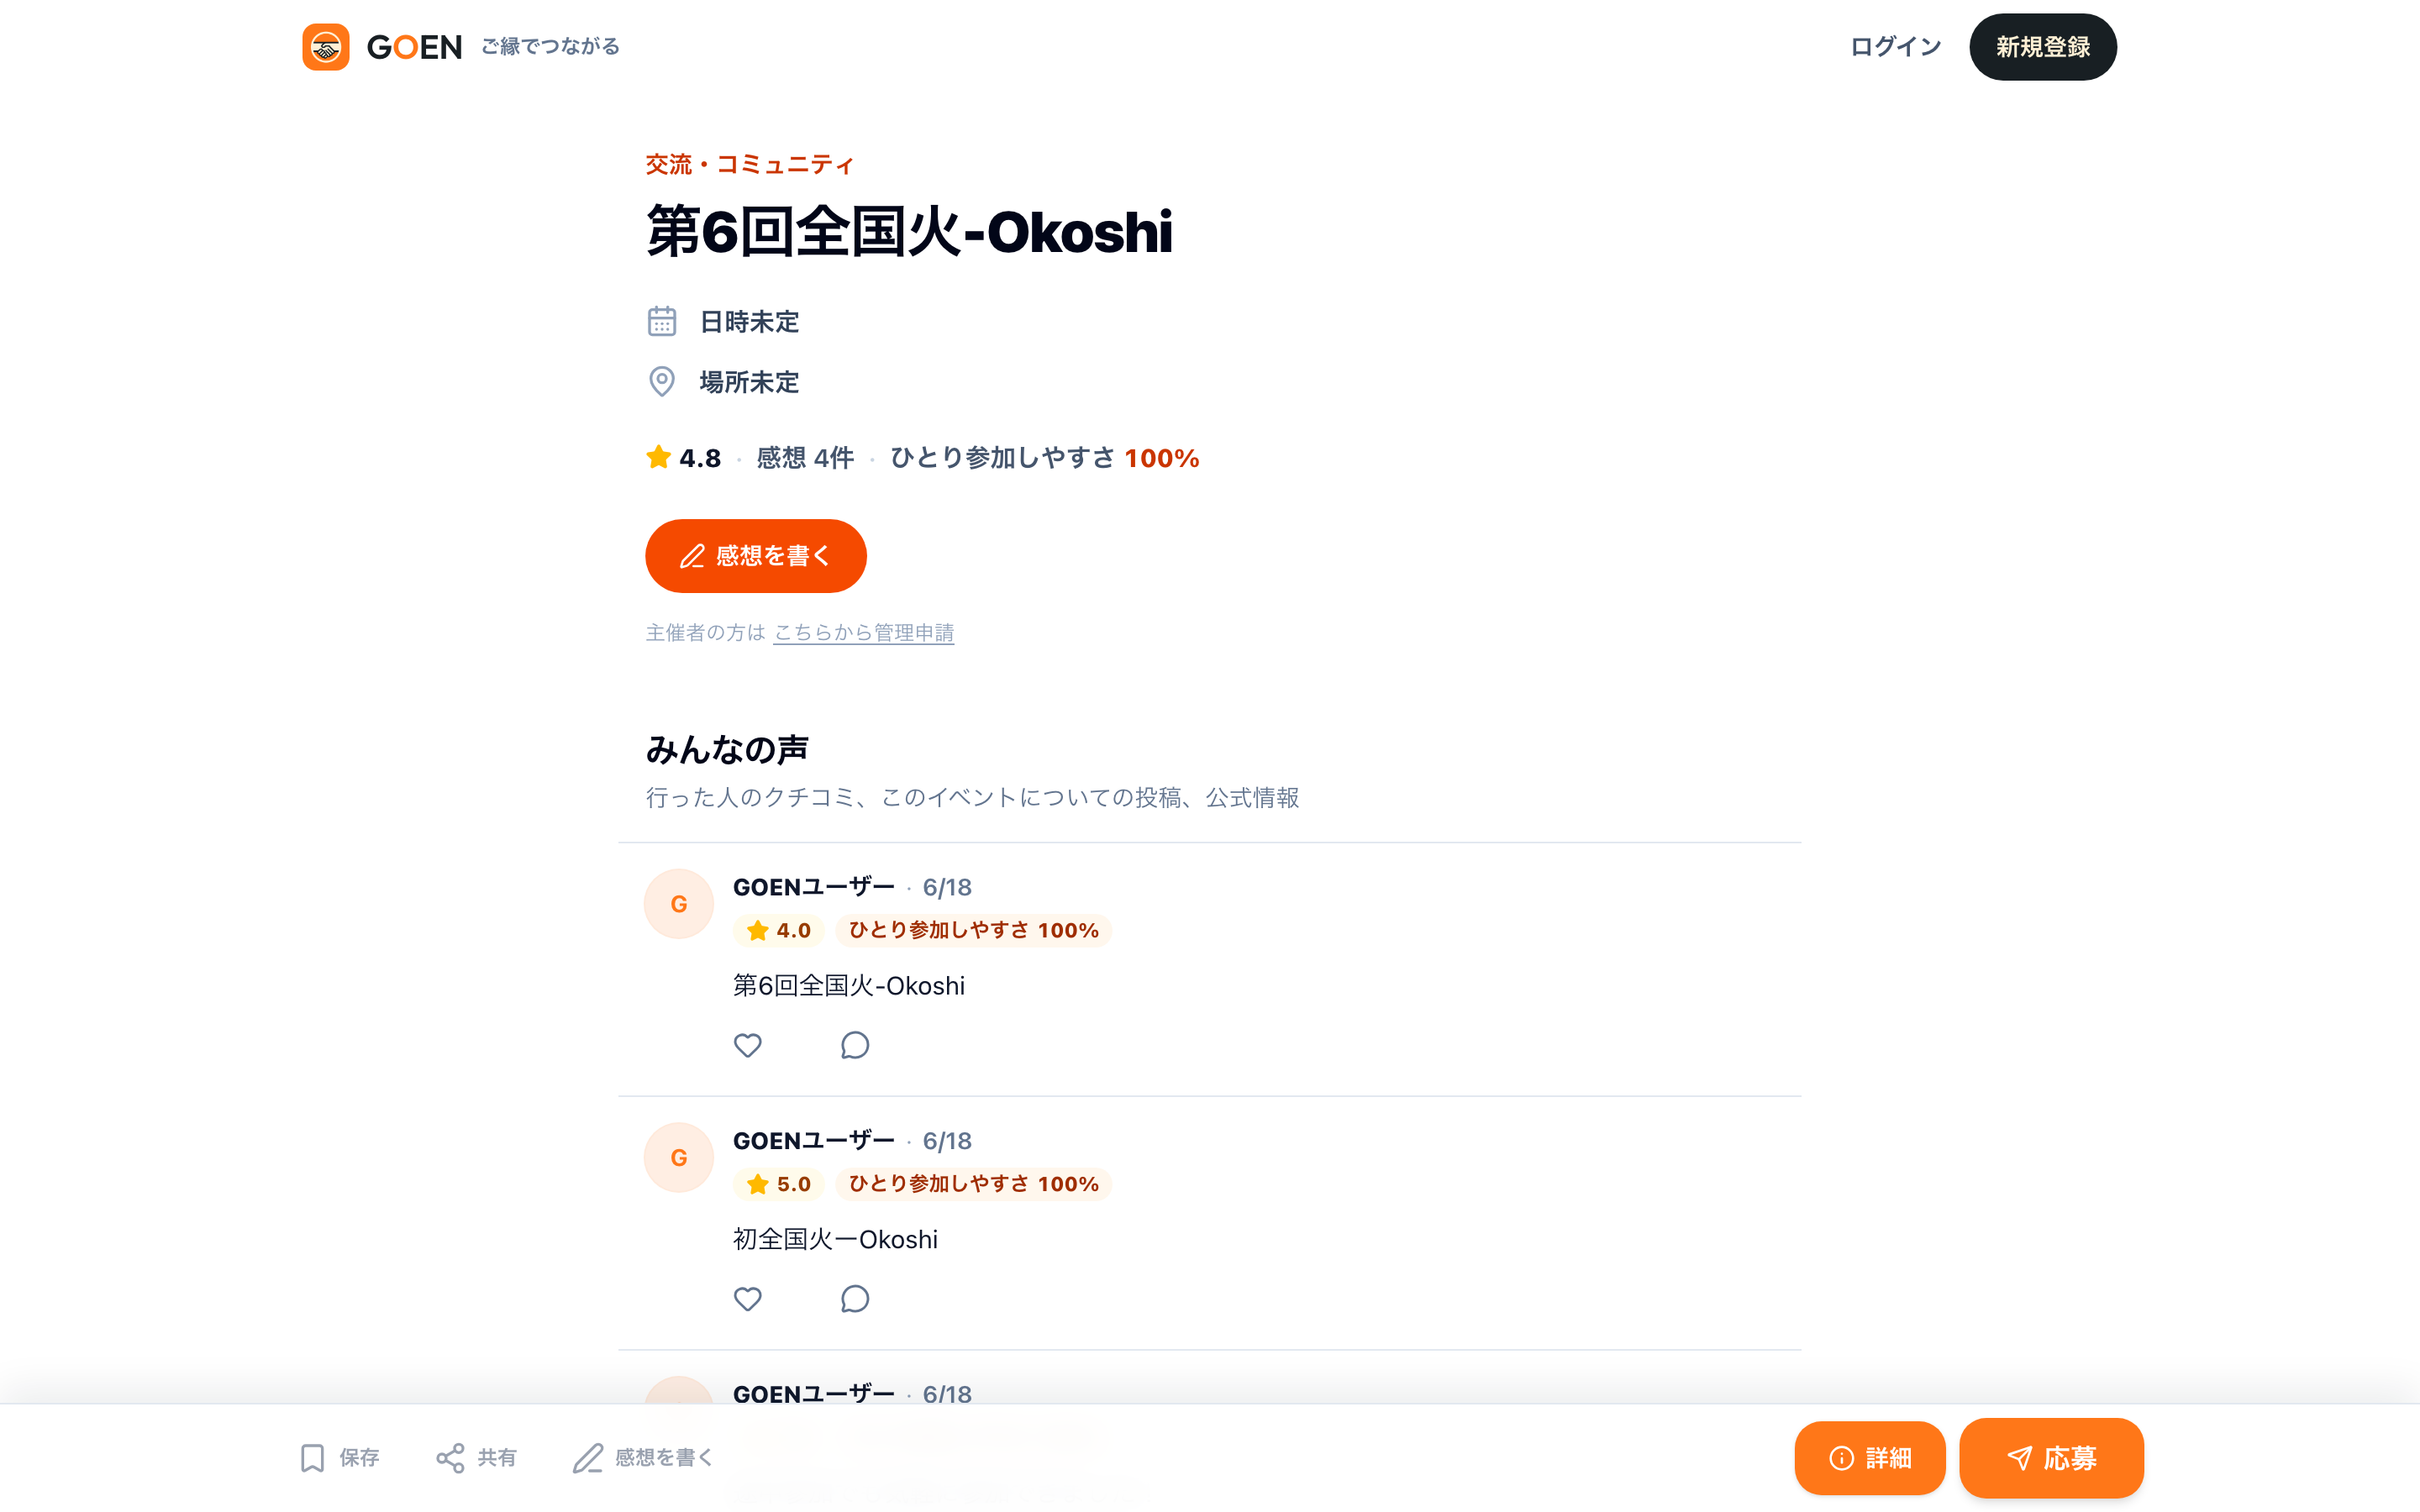 GOEN ご縁でつながる
ログイン 新規登録
交流・コミュニティ
第6回全国火-Okoshi
日時未定
場所未定
4.8 · 感想 4件 · ひとり参加しやすさ 100%
感想を書く
主催者の方は こちらから管理申請
みんなの声
行った人のクチコミ、このイベントについての投稿、公式情報
G GOENユーザー · 6/18
4.0 ひとり参加しやすさ 100%
第6回全国火-Okoshi
G GOENユーザー · 6/18
5.0 ひとり参加しやすさ 100%
初全国火ーOkoshi
GOENユーザー · 6/18
保存 共有 感想を書く 詳細 応募